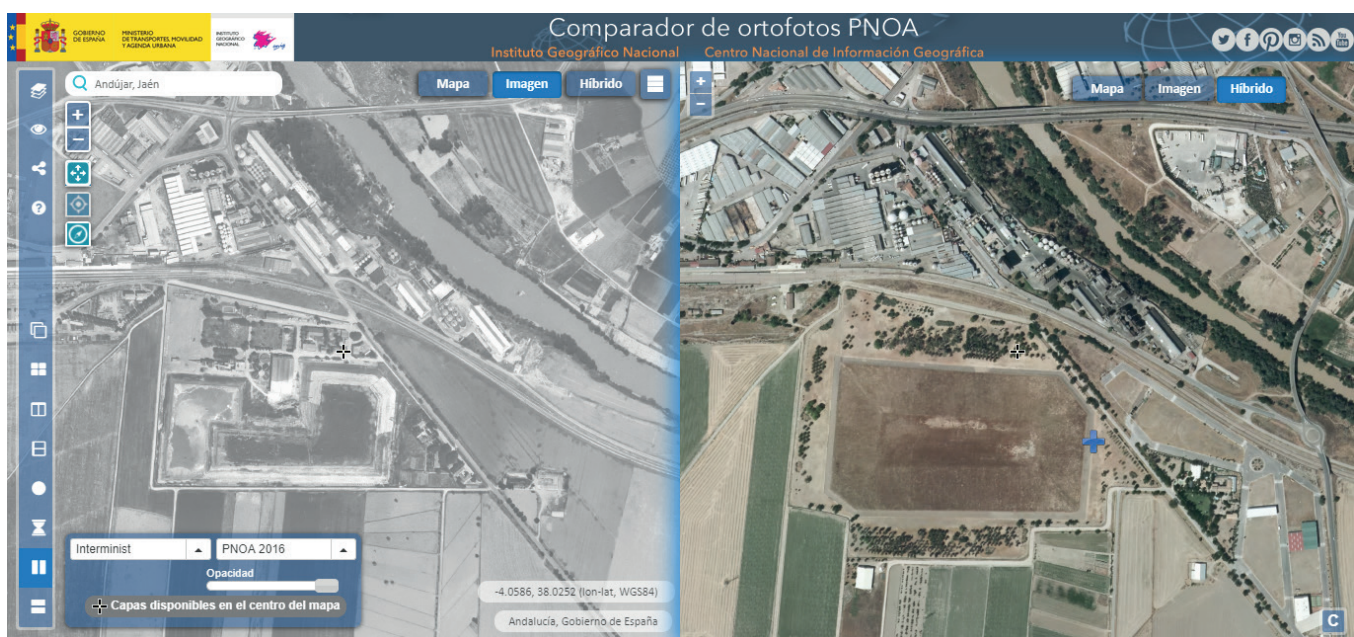 GOBIERNO
DE ESPAÑA
MINISTERIO
DE TRANSPORTES, MOVILIDAD
Y AGENDA URBANA
INSTITUTO
GEOGRÁFICO
NACIONAL
Comparador de ortofotos PNOA
Instituto Geográfico Nacional Centro Nacional de Información Geográfica
Andújar, Jaén
Mapa Imagen Híbrido
Mapa Imagen Híbrido
Interminist PNOA 2016
Opacidad
Capas disponibles en el centro del mapa
-4.0586, 38.0252 (lon-lat, WGS84)
Andalucía, Gobierno de España
C